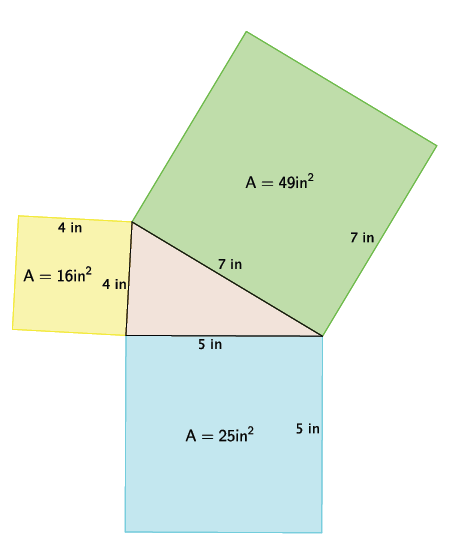 A = 49in²
4 in
7 in
7 in
A = 16in²
4 in
5 in
5 in
A = 25in²